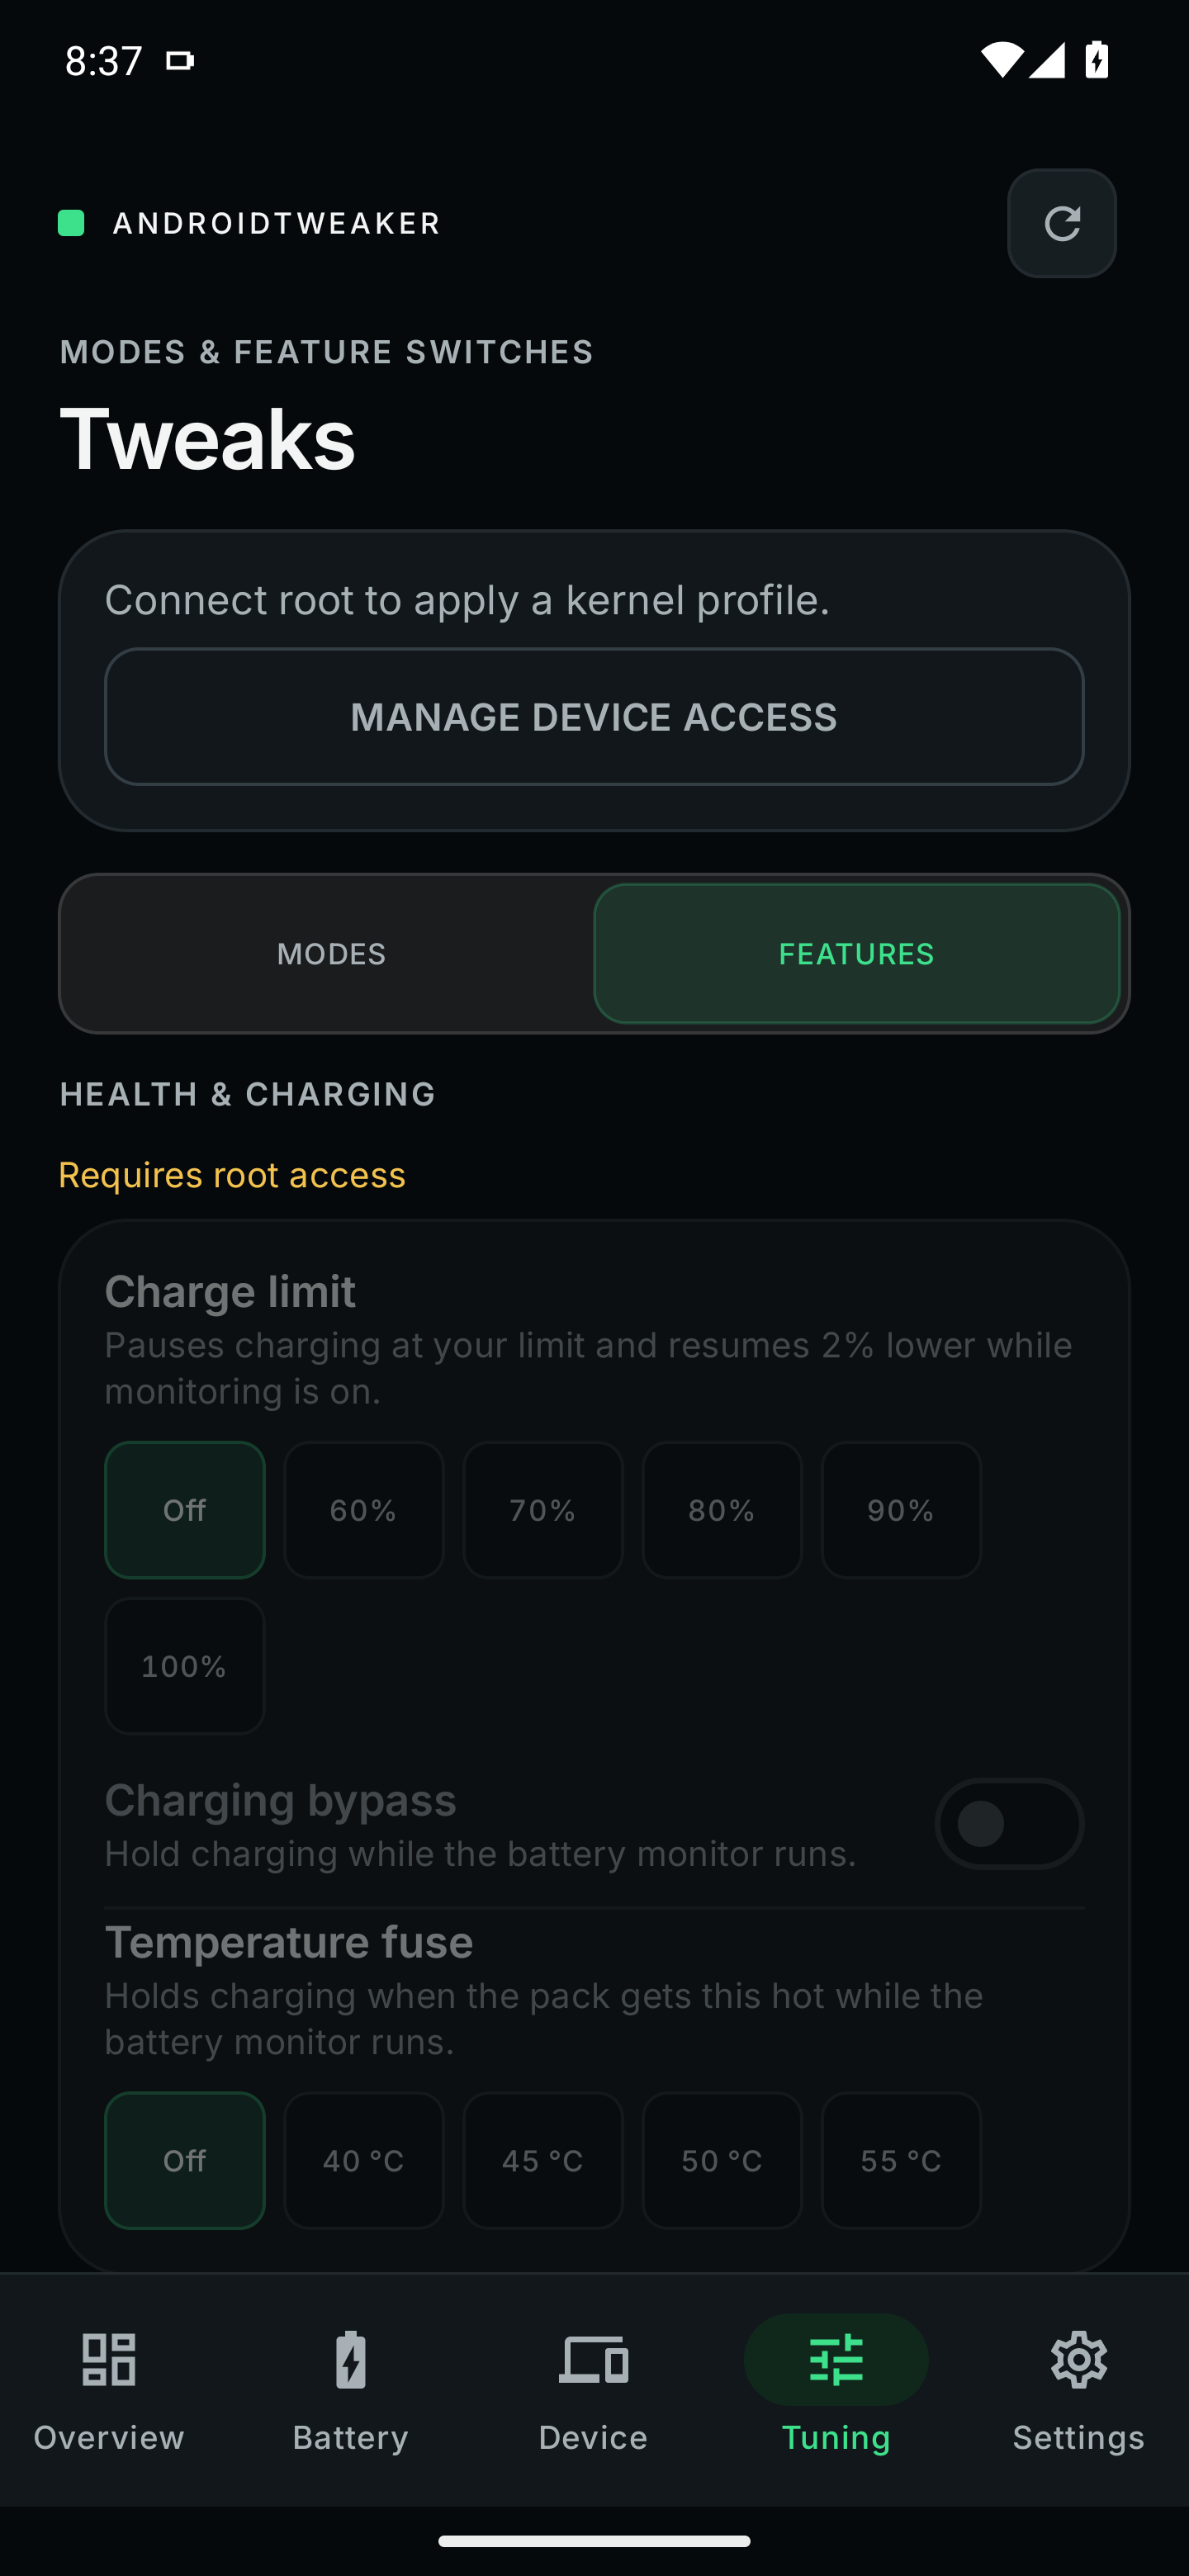 8:37
ANDROIDTWEAKER
MODES & FEATURE SWITCHES
Tweaks
Connect root to apply a kernel profile.
MANAGE DEVICE ACCESS
MODES
FEATURES
HEALTH & CHARGING
Requires root access
Charge limit
Pauses charging at your limit and resumes 2% lower while
monitoring is on.
Off
60%
70%
80%
90%
100%
Charging bypass
Hold charging while the battery monitor runs.
Temperature fuse
Holds charging when the pack gets this hot while the
battery monitor runs.
Off
40 °C
45 °C
50 °C
55 °C
Overview
Battery
Device
Tuning
Settings